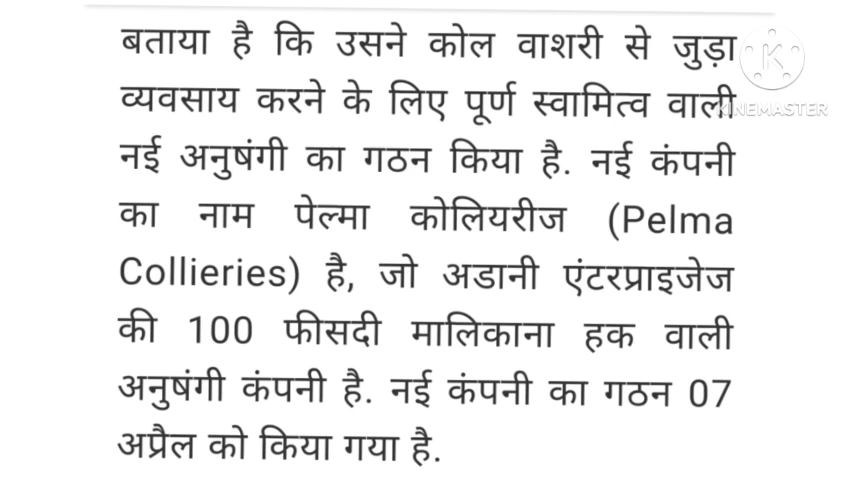 बताया है कि उसने कोल वाशरी से जुड़ा
व्यवसाय करने के लिए पूर्ण स्वामित्व वाली
नई अनुषंगी का गठन किया है. नई कंपनी
का नाम पेल्मा कोलियरीज (Pelma
Collieries) है, जो अडानी एंटरप्राइजेज
की 100 फीसदी मालिकाना हक वाली
अनुषंगी कंपनी है. नई कंपनी का गठन 07
अप्रैल को किया गया है.
K
KINEMASTER